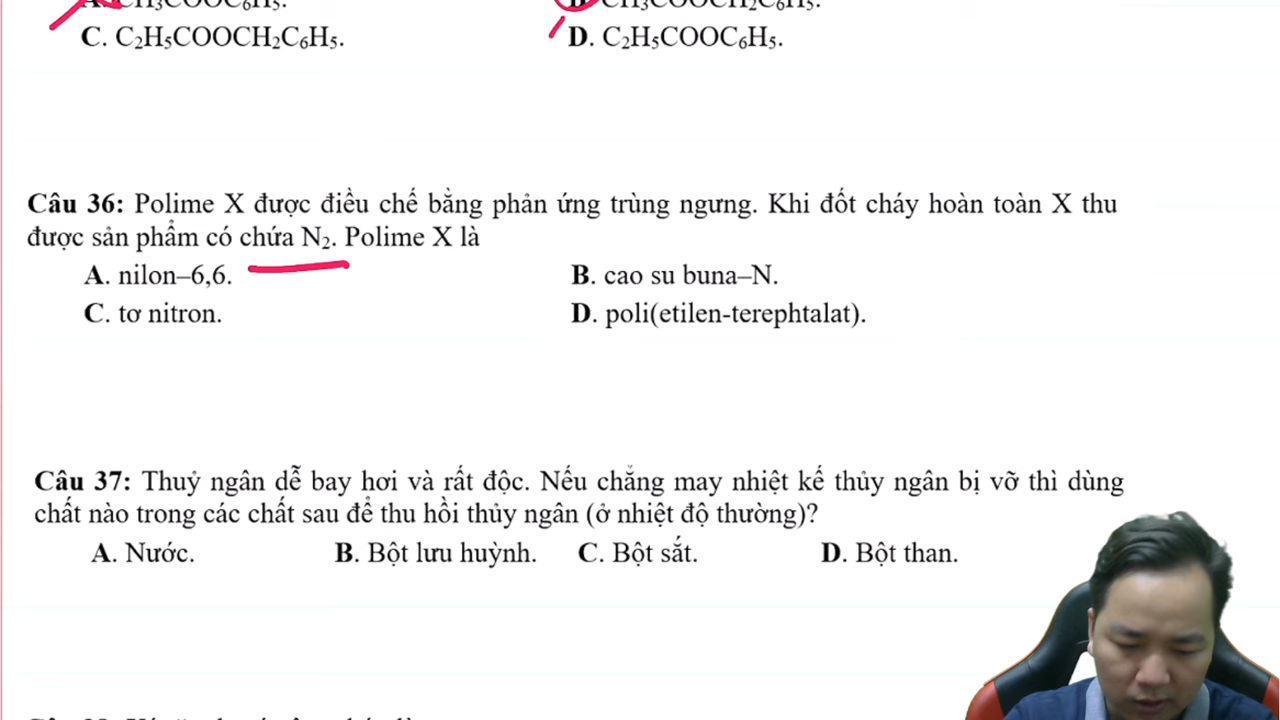 A. CH₃COOC₆H₅. B. CH₃COOCH₂C₆H₅.
C. C₂H₅COOCH₂C₆H₅. D. C₂H₅COOC₆H₅.
Câu 36: Polime X được điều chế bằng phản ứng trùng ngưng. Khi đốt cháy hoàn toàn X thu
được sản phẩm có chứa N₂. Polime X là
A. nilon–6,6. B. cao su buna–N.
C. tơ nitron. D. poli(etilen-terephtalat).
Câu 37: Thuỷ ngân dễ bay hơi và rất độc. Nếu chẳng may nhiệt kế thủy ngân bị vỡ thì dùng
chất nào trong các chất sau để thu hồi thủy ngân (ở nhiệt độ thường)?
A. Nước. B. Bột lưu huỳnh. C. Bột sắt. D. Bột than.